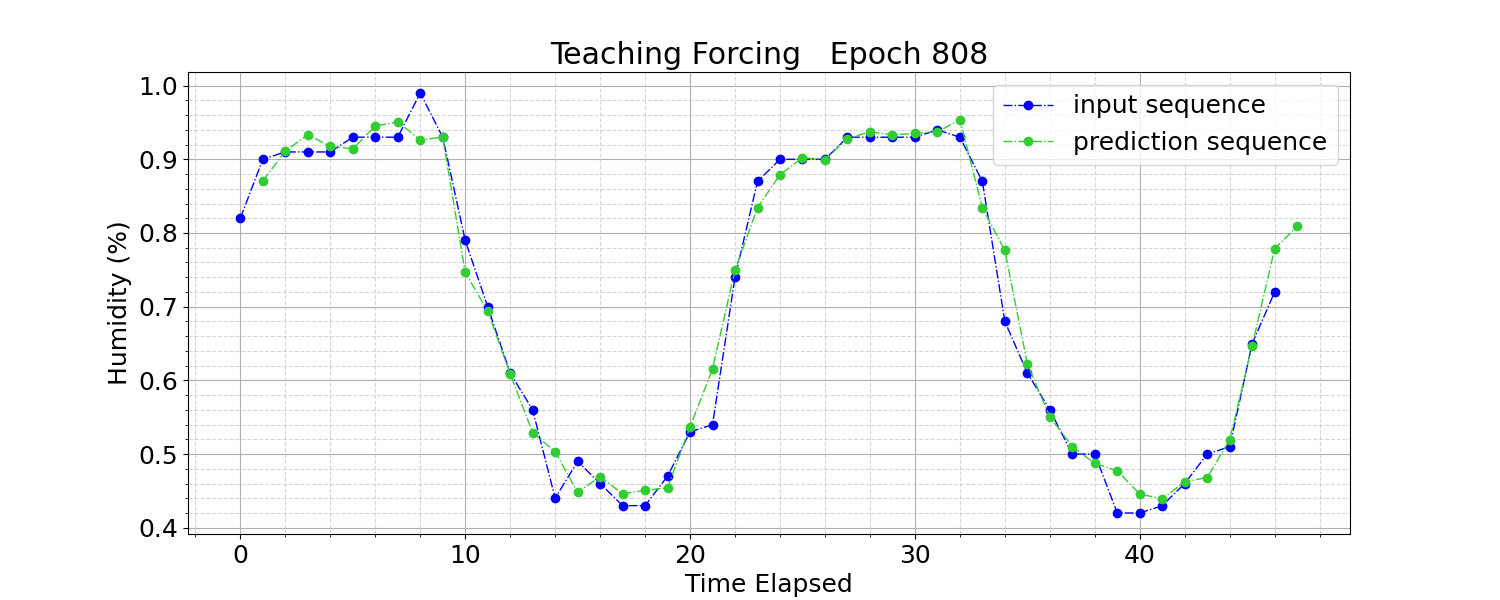 Teaching Forcing   Epoch 808
1.0
0.9
0.8
0.7
0.6
0.5
0.4
Humidity (%)
input sequence
prediction sequence
0 10 20 30 40
Time Elapsed